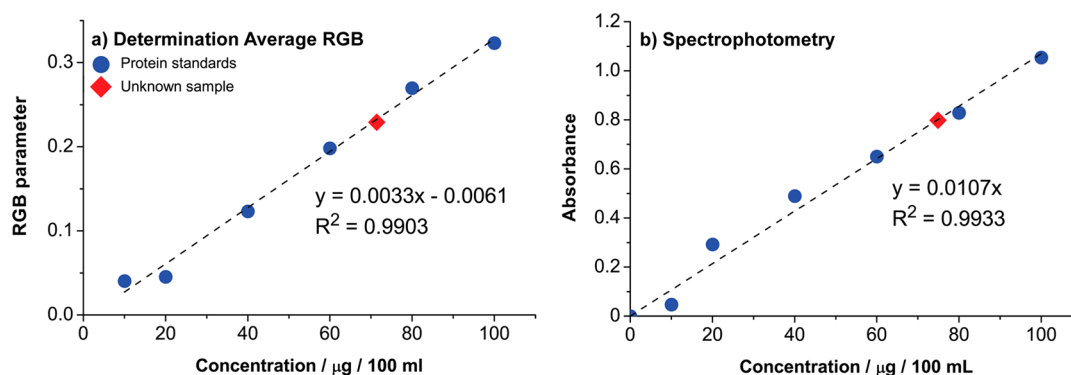 a) Determination Average RGB
Protein standards
Unknown sample
0.3
0.2
0.1
0.0
RGB parameter
y = 0.0033x - 0.0061
R² = 0.9903
0 20 40 60 80 100
Concentration / μg / 100 ml
b) Spectrophotometry
1.2
1.0
0.8
0.6
0.4
0.2
0
Absorbance
y = 0.0107x
R² = 0.9933
0 20 40 60 80 100
Concentration / μg / 100 mL